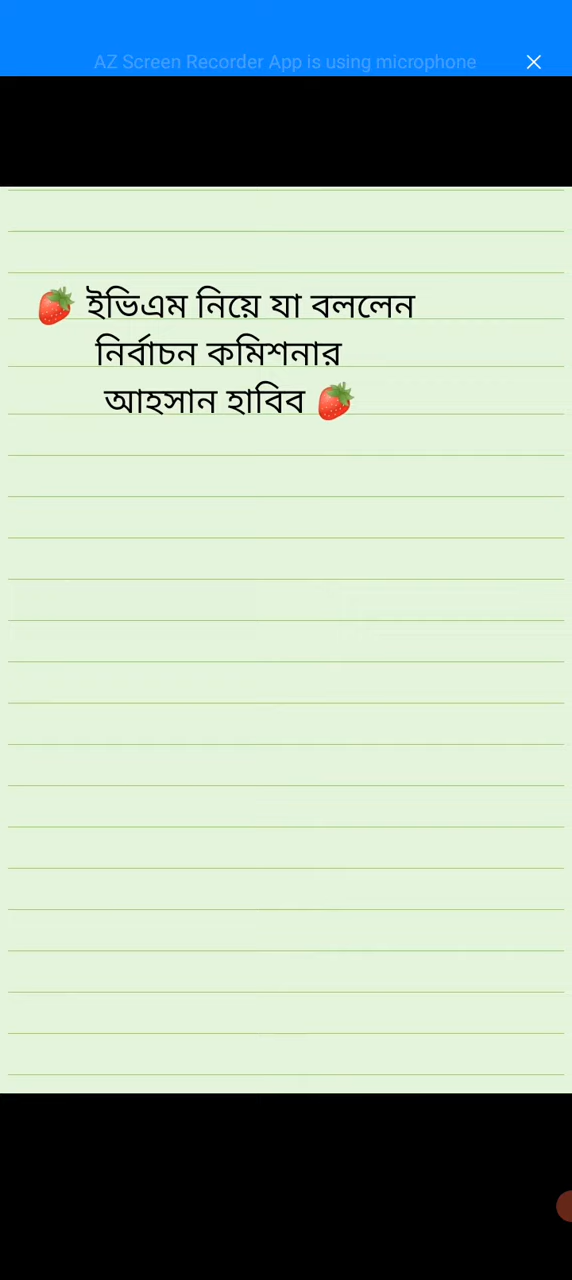 AZ Screen Recorder App is using microphone
🍓 ইভিএম নিয়ে যা বললেন
নির্বাচন কমিশনার
আহসান হাবিব 🍓